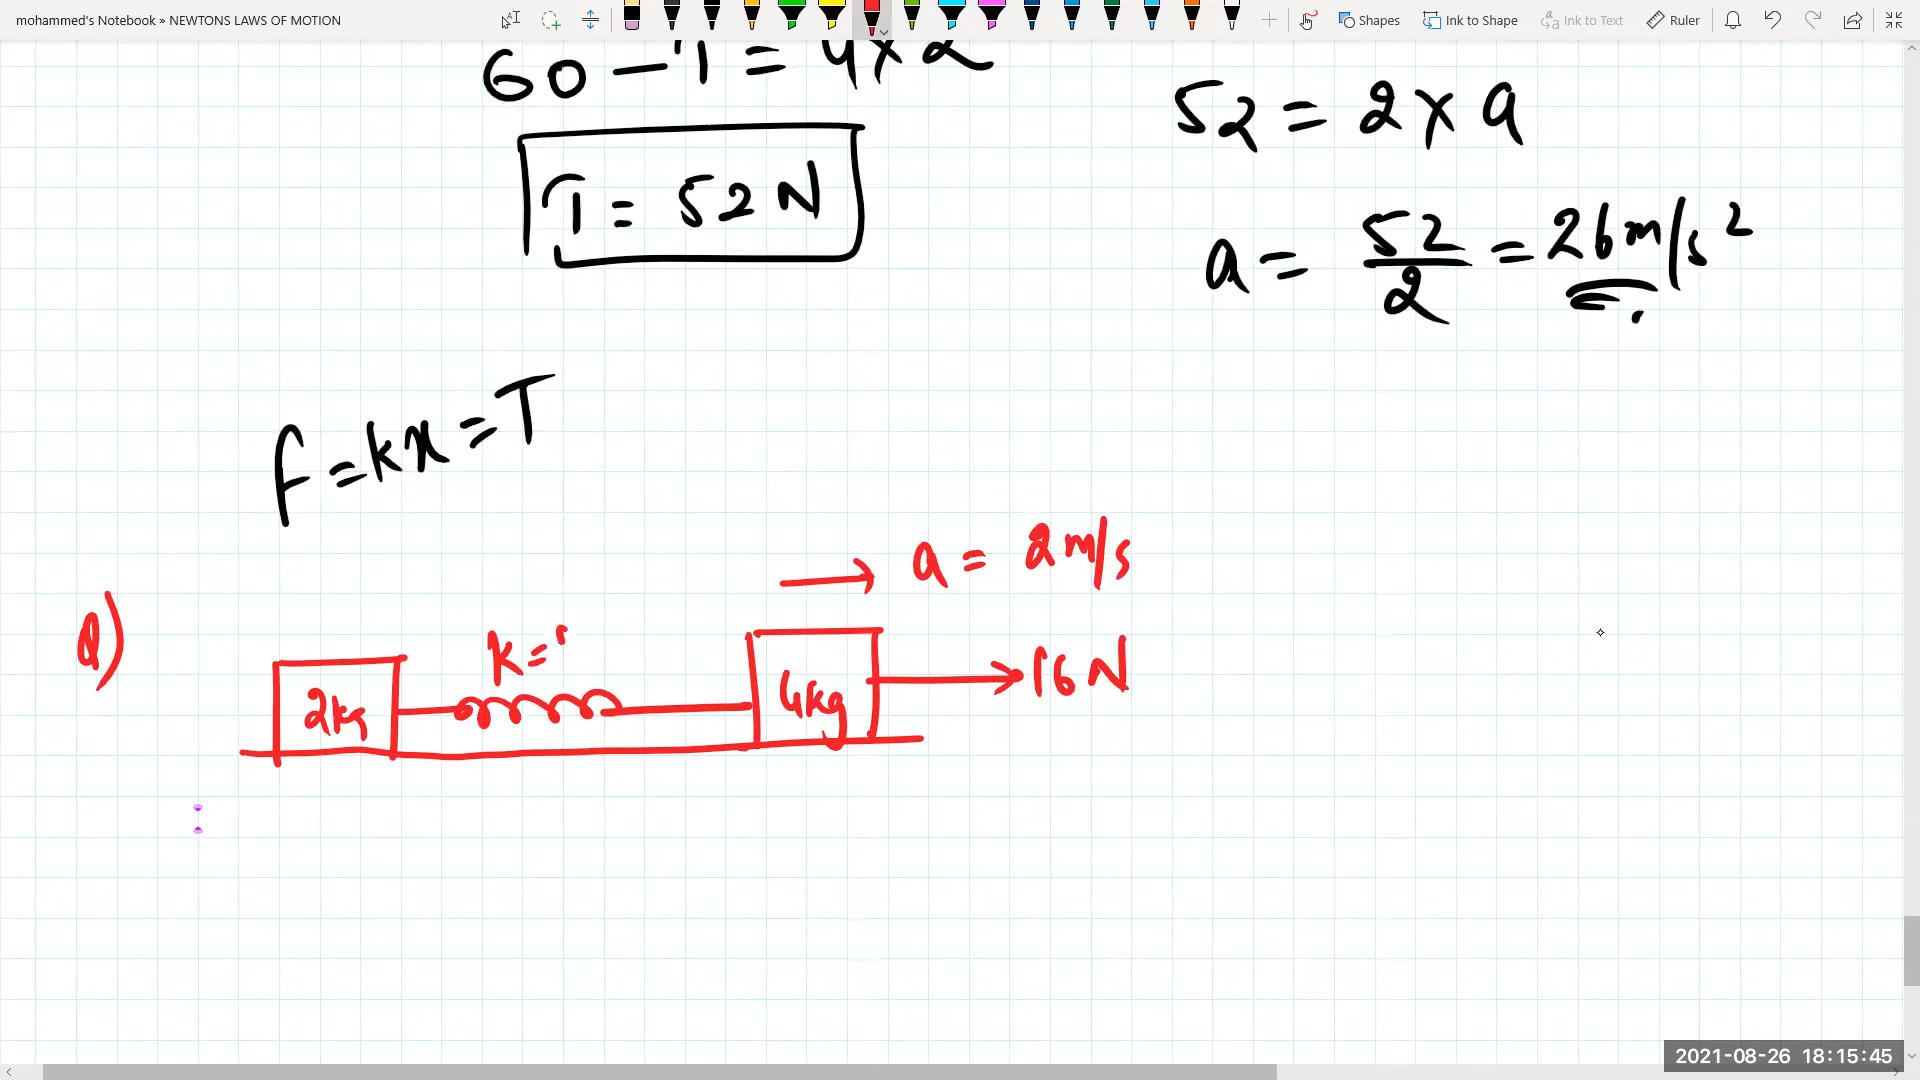 mohammed's Notebook » NEWTONS LAWS OF MOTION
Shapes
Ink to Shape
Ink to Text
Ruler
60 - T = 4 x 2
T = 52 N
52 = 2 x a
a = 52/2 = 26 m/s²
F = kx = T
Q)
a = 2 m/s
2kg
k =
4kg
16 N
2021-08-26 18:15:45